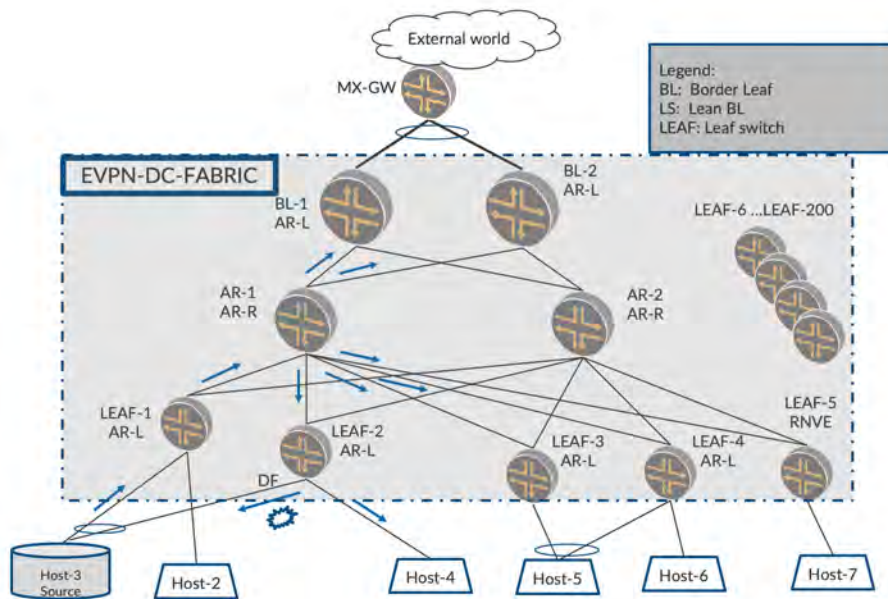 External world
MX-GW
Legend:
BL: Border Leaf
LS: Lean BL
LEAF: Leaf switch
EVPN-DC-FABRIC
BL-1
AR-L
BL-2
AR-L
LEAF-6 ...LEAF-200
AR-1
AR-R
AR-2
AR-R
LEAF-1
AR-L
LEAF-2
AR-L
LEAF-3
AR-L
LEAF-4
AR-L
LEAF-5
RNVE
DF
Host-3
Source
Host-2
Host-4
Host-5
Host-6
Host-7